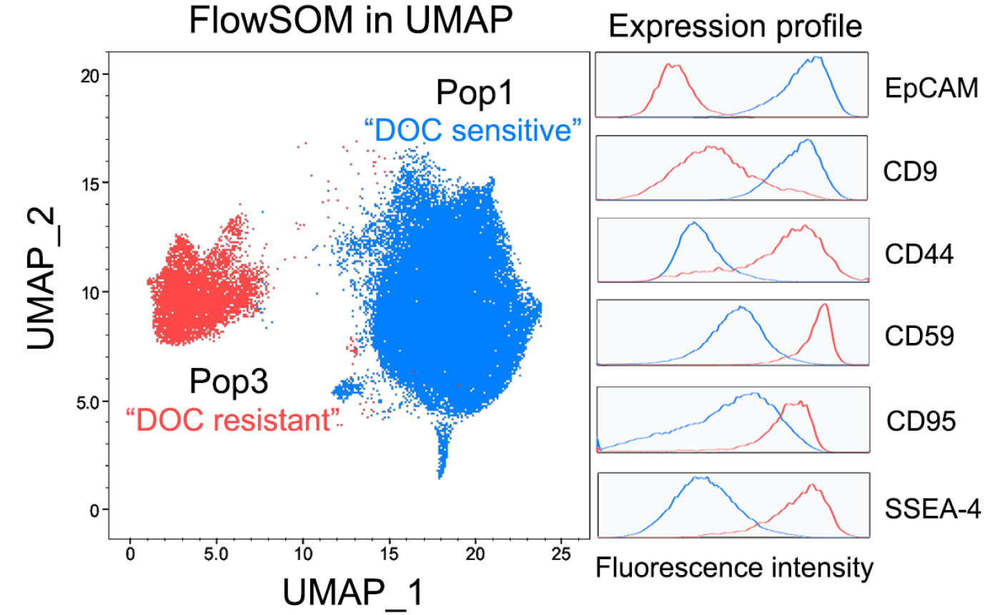 FlowSOM in UMAP
Expression profile
20
15
10
5.0
0
UMAP_2
Pop1
“DOC sensitive”
Pop3
“DOC resistant”
0
5.0
10
15
20
25
UMAP_1
EpCAM
CD9
CD44
CD59
CD95
SSEA-4
Fluorescence intensity